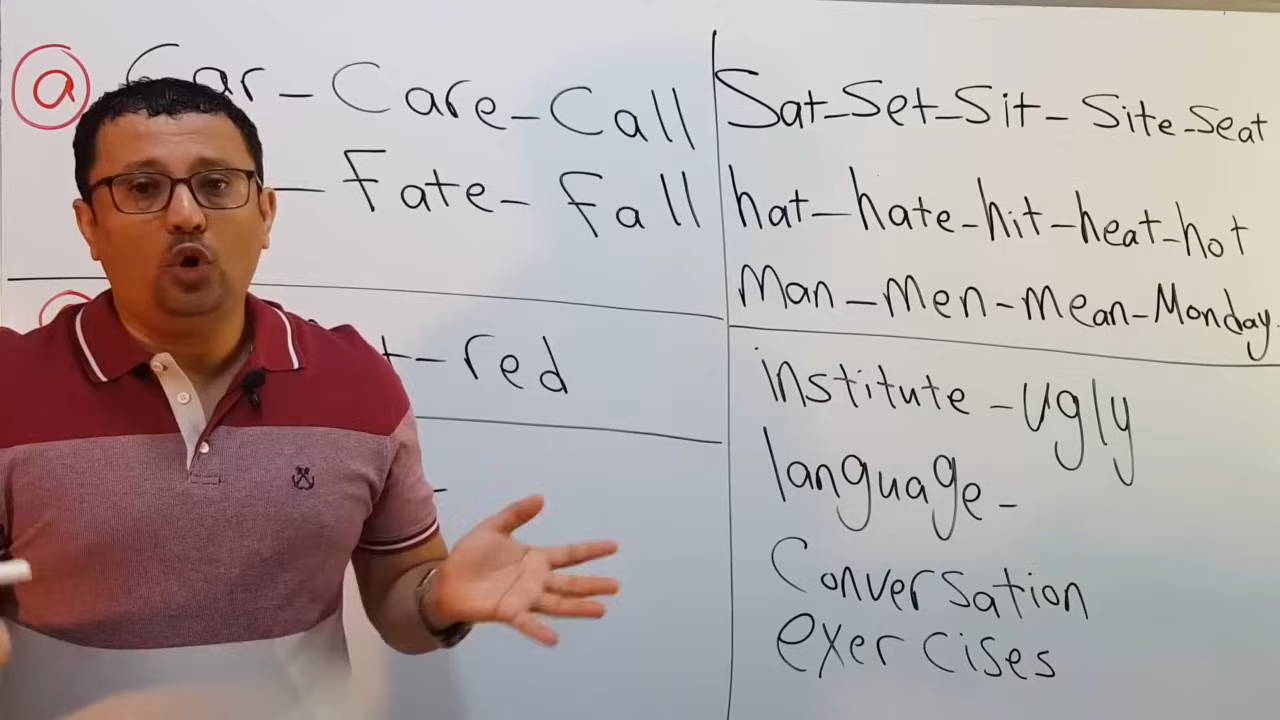 a Car - Care - Call
- Fate - Fall
- red
Sat - Set - Sit - Site - Seat
hat - hate - hit - heat - hot
Man - Men - Mean - Monday
institute - Ugly
language -
Conversation
exercises